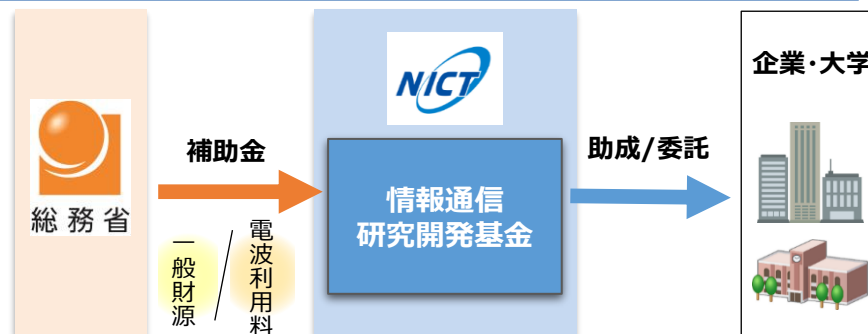 総務省
補助金
一般財源
/
電波利用料
NICT
情報通信
研究開発基金
助成/委託
企業・大学